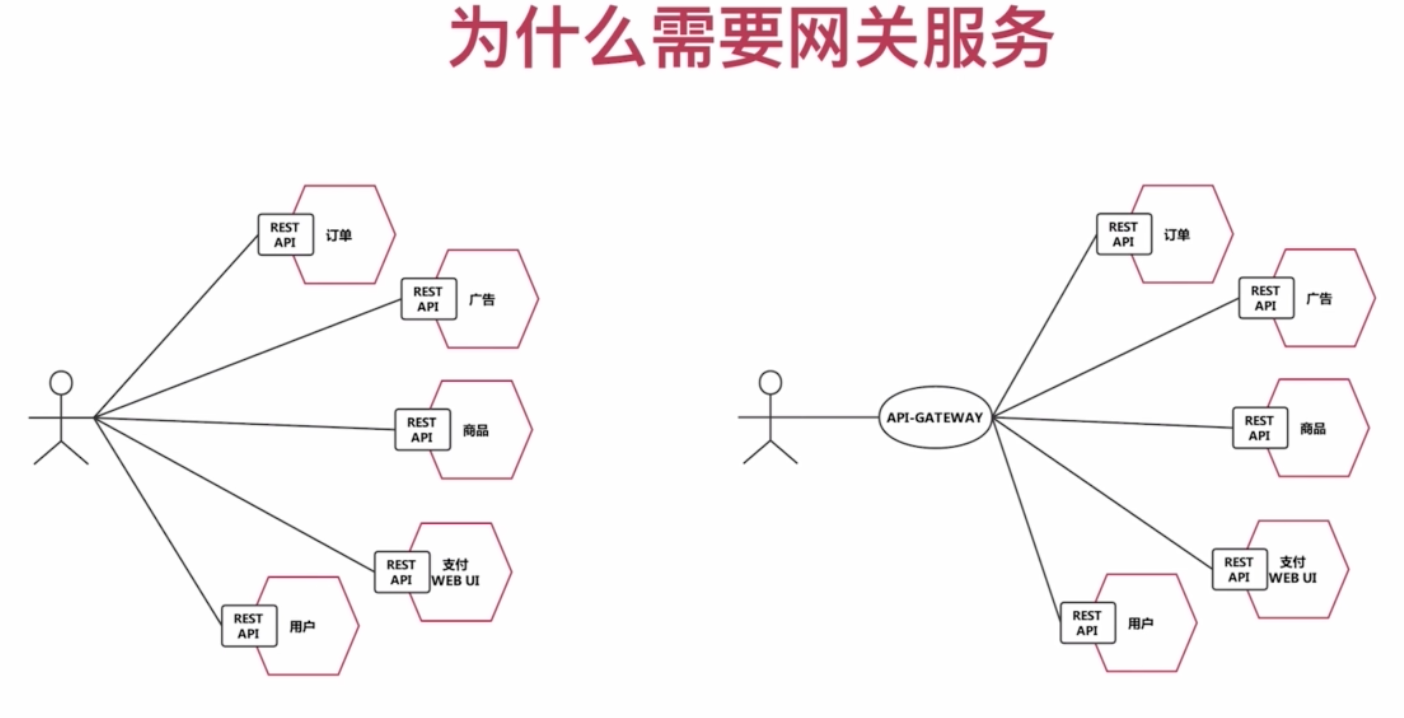 为什么需要网关服务
REST
API
订单
REST
API
广告
REST
API
商品
REST
API
支付
WEB UI
REST
API
用户
API-GATEWAY
REST
API
订单
REST
API
广告
REST
API
商品
REST
API
支付
WEB UI
REST
API
用户